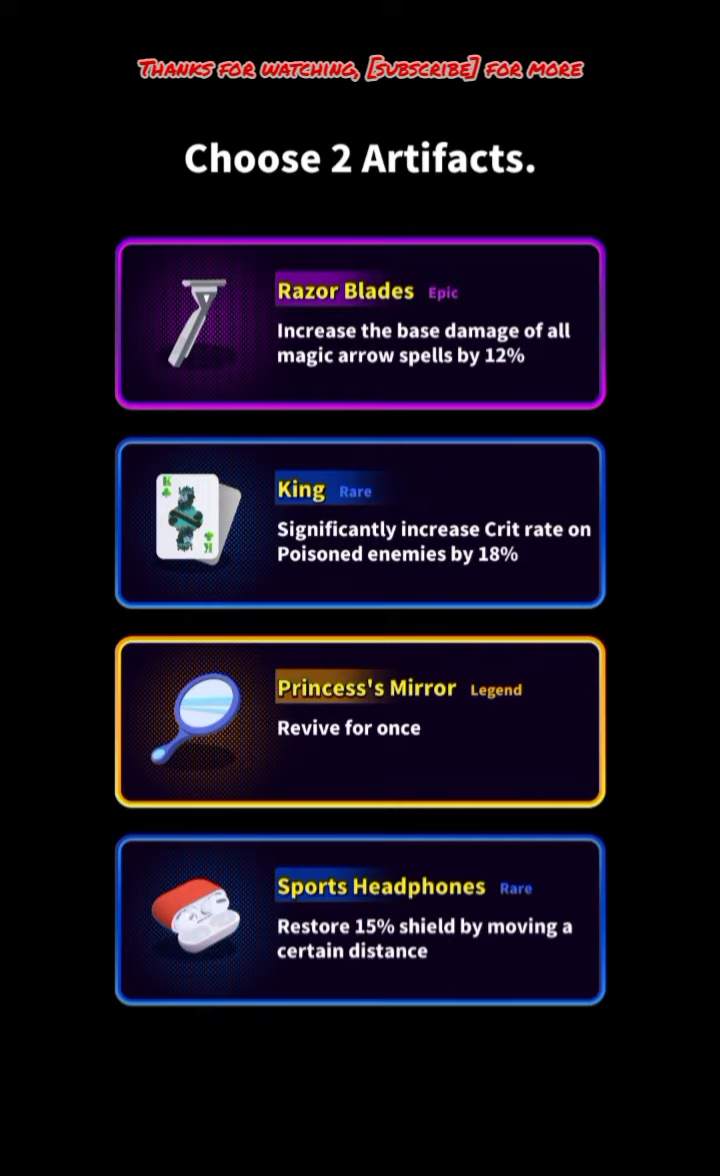 Thanks for watching, [subscribe] for more
Choose 2 Artifacts.
Razor Blades Epic
Increase the base damage of all
magic arrow spells by 12%
K
King Rare
Significantly increase Crit rate on
Poisoned enemies by 18%
K
Princess's Mirror Legend
Revive for once
Sports Headphones Rare
Restore 15% shield by moving a
certain distance